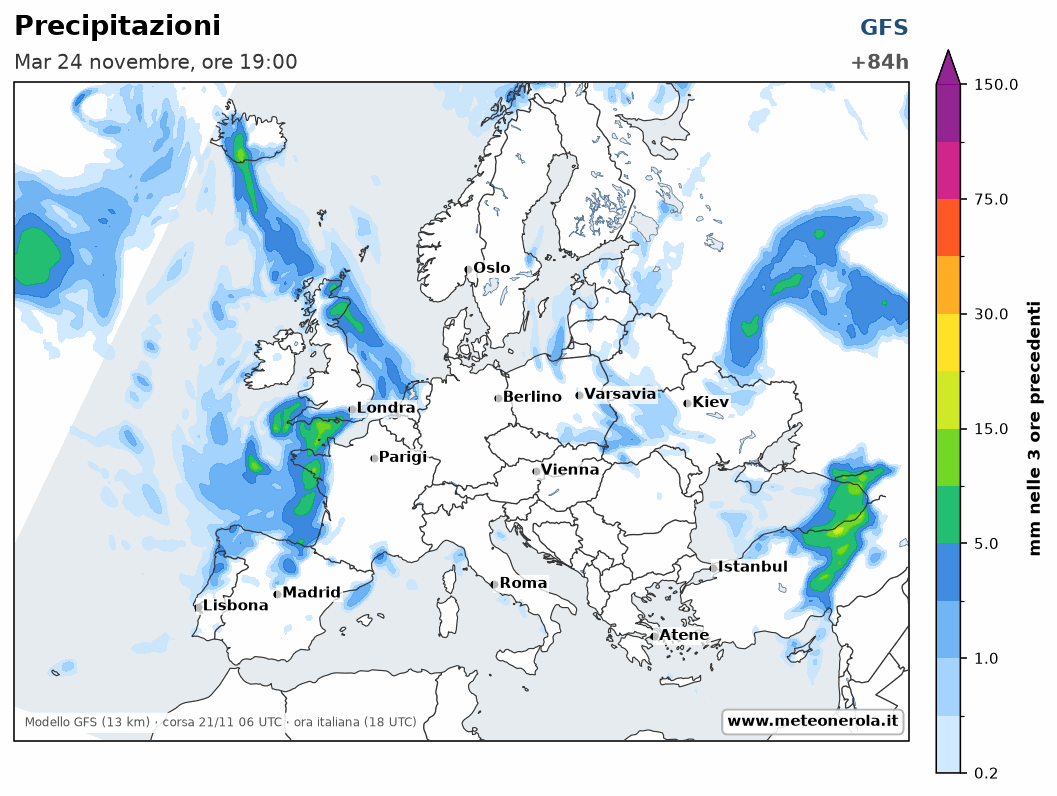 Precipitazioni
GFS
Mar 24 novembre, ore 19:00
+84h
150.0
75.0
30.0
15.0
5.0
1.0
0.2
mm nelle 3 ore precedenti
Oslo
Berlino
Varsavia
Kiev
Londra
Parigi
Vienna
Istanbul
Roma
Madrid
Lisbona
Atene
Modello GFS (13 km) · corsa 21/11 06 UTC · ora italiana (18 UTC)
www.meteonerola.it